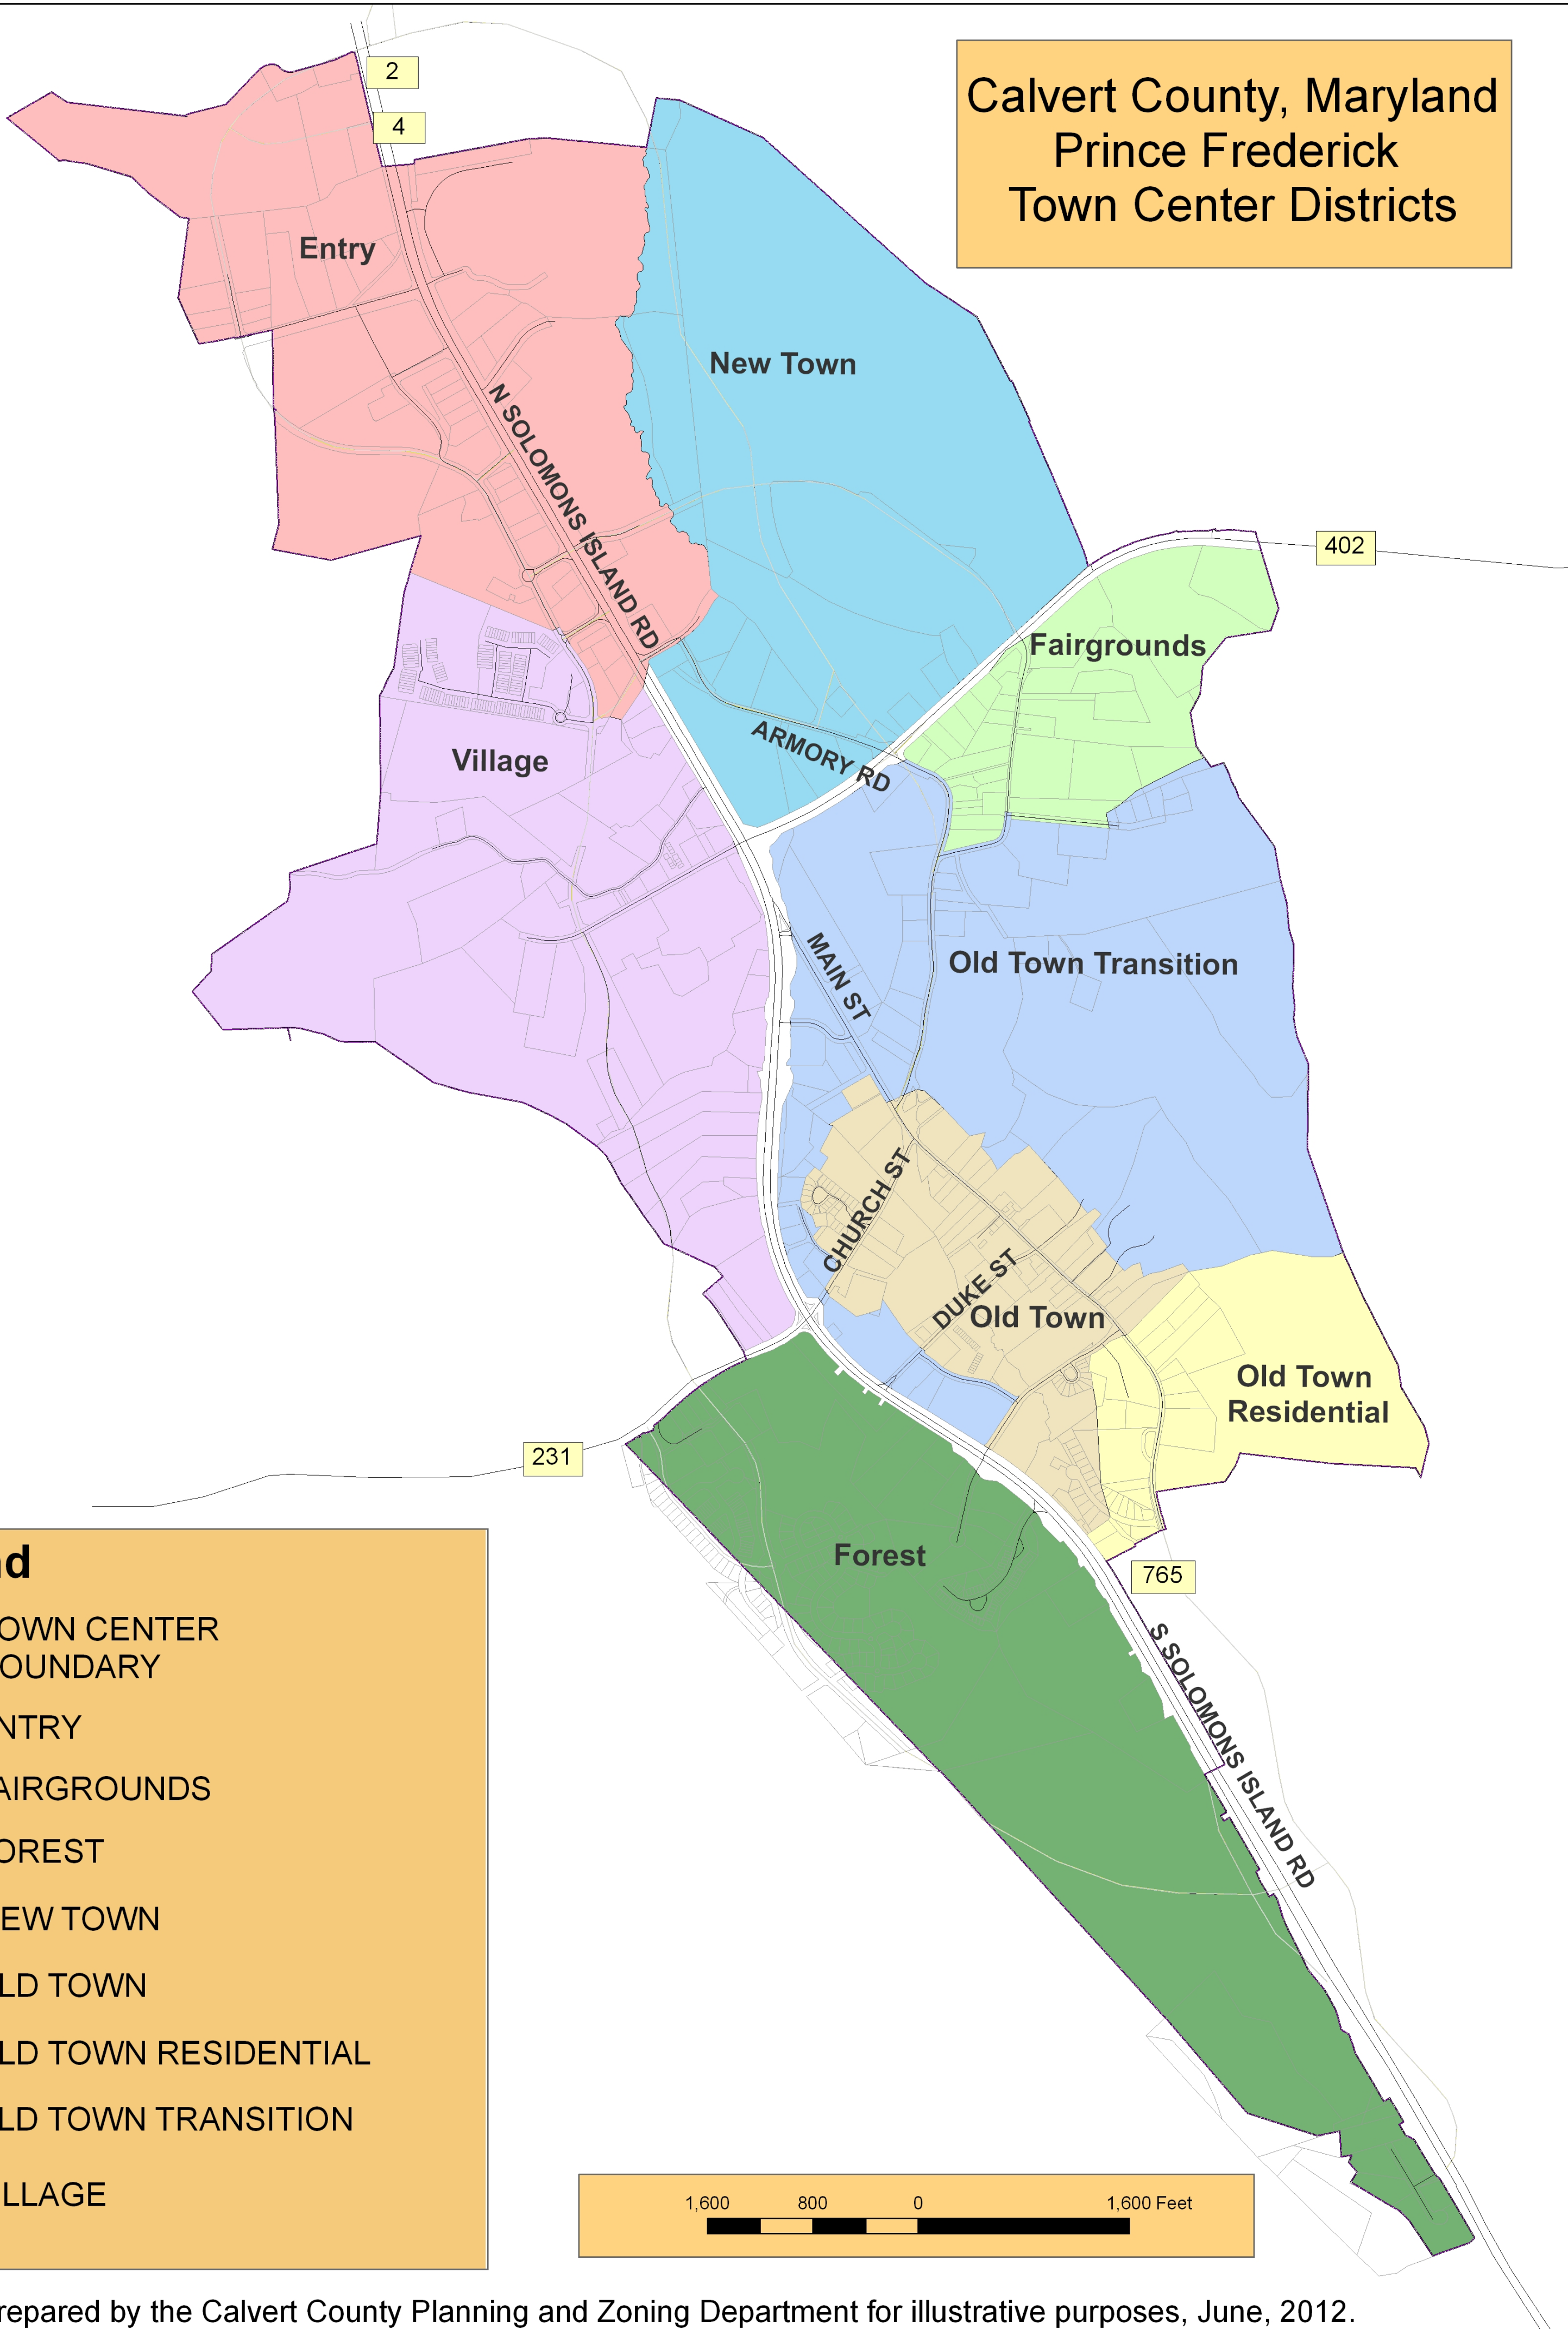 Calvert County, Maryland
Prince Frederick
Town Center Districts
2
4
Entry
New Town
N SOLOMONS ISLAND RD
402
Fairgrounds
Village
ARMORY RD
MAIN ST
Old Town Transition
CHURCH ST
DUKE ST
Old Town
Old Town
Residential
231
Forest
765
S SOLOMONS ISLAND RD
nd
OWN CENTER
OUNDARY
NTRY
AIRGROUNDS
OREST
EW TOWN
LD TOWN
LD TOWN RESIDENTIAL
LD TOWN TRANSITION
ILLAGE
1,600 800 0 1,600 Feet
repared by the Calvert County Planning and Zoning Department for illustrative purposes, June, 2012.